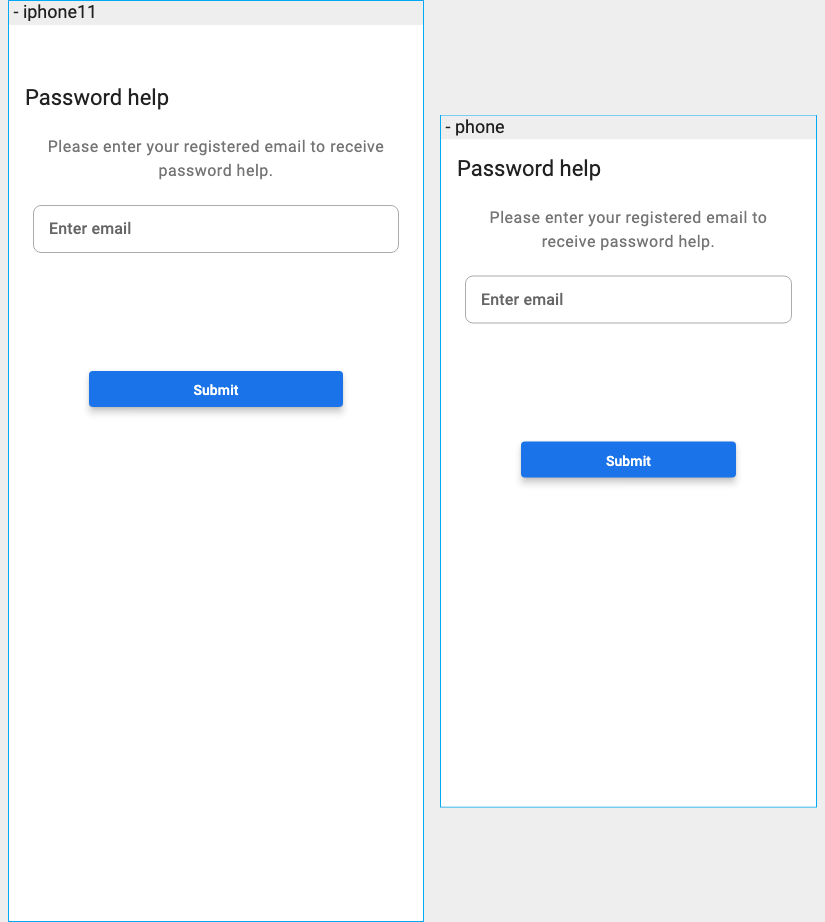 - iphone11
Password help
Please enter your registered email to receive
password help.
Enter email
Submit
- phone
Password help
Please enter your registered email to
receive password help.
Enter email
Submit